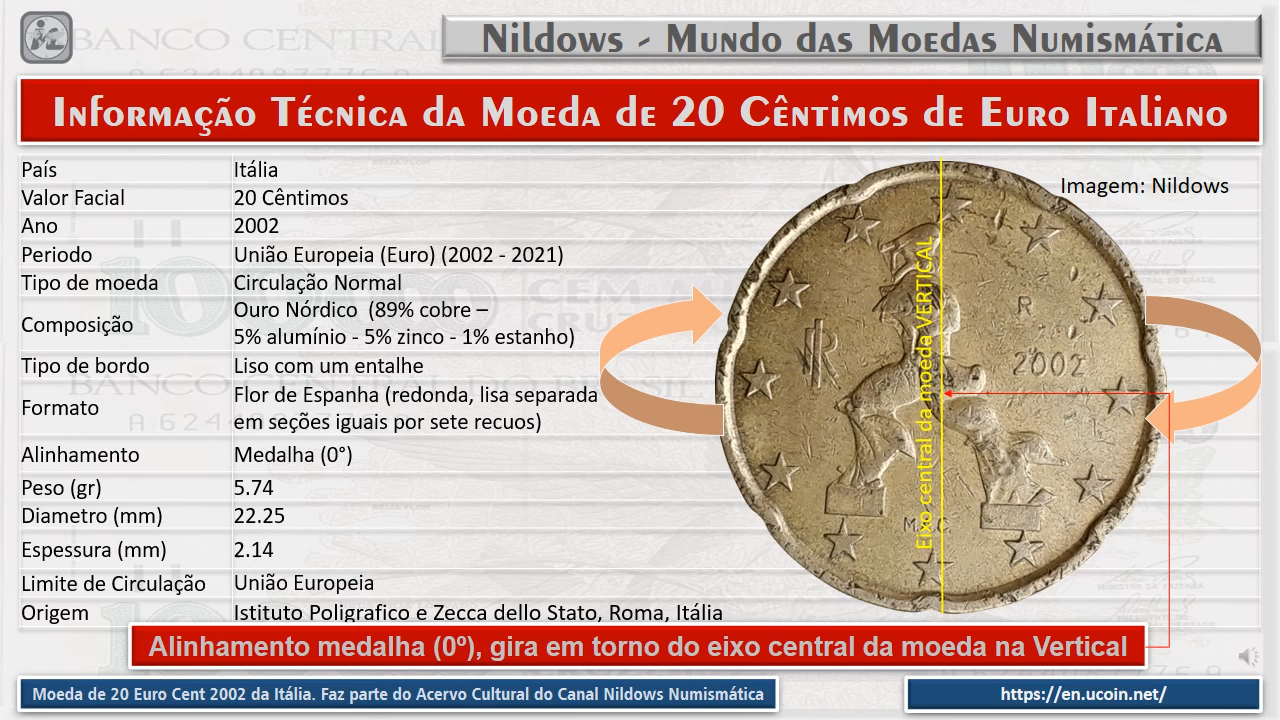 Nildows - Mundo das Moedas Numismática
Informação Técnica da Moeda de 20 Cêntimos de Euro Italiano
País Itália
Valor Facial 20 Cêntimos
Ano 2002
Periodo União Europeia (Euro) (2002 - 2021)
Tipo de moeda Circulação Normal
Composição Ouro Nórdico (89% cobre –
5% alumínio - 5% zinco - 1% estanho)
Tipo de bordo Liso com um entalhe
Formato Flor de Espanha (redonda, lisa separada
em seções iguais por sete recuos)
Alinhamento Medalha (0°)
Peso (gr) 5.74
Diametro (mm) 22.25
Espessura (mm) 2.14
Limite de Circulação União Europeia
Origem Istituto Poligrafico e Zecca dello Stato, Roma, Itália
Imagem: Nildows
Eixo central da moeda VERTICAL
R
2002
Alinhamento medalha (0º), gira em torno do eixo central da moeda na Vertical
Moeda de 20 Euro Cent 2002 da Itália. Faz parte do Acervo Cultural do Canal Nildows Numismática
https://en.ucoin.net/
BANCO CENTRAL